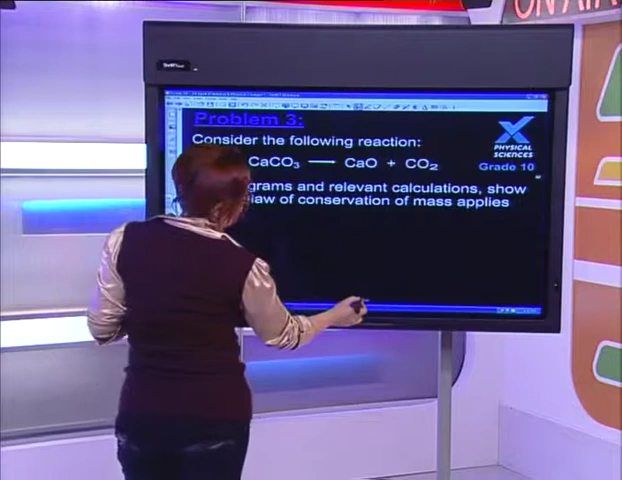 ON AIR
Problem 3:
Consider the following reaction:
CaCO₃ → CaO + CO₂
grams and relevant calculations, show
law of conservation of mass applies
X
PHYSICAL
SCIENCES
Grade 10